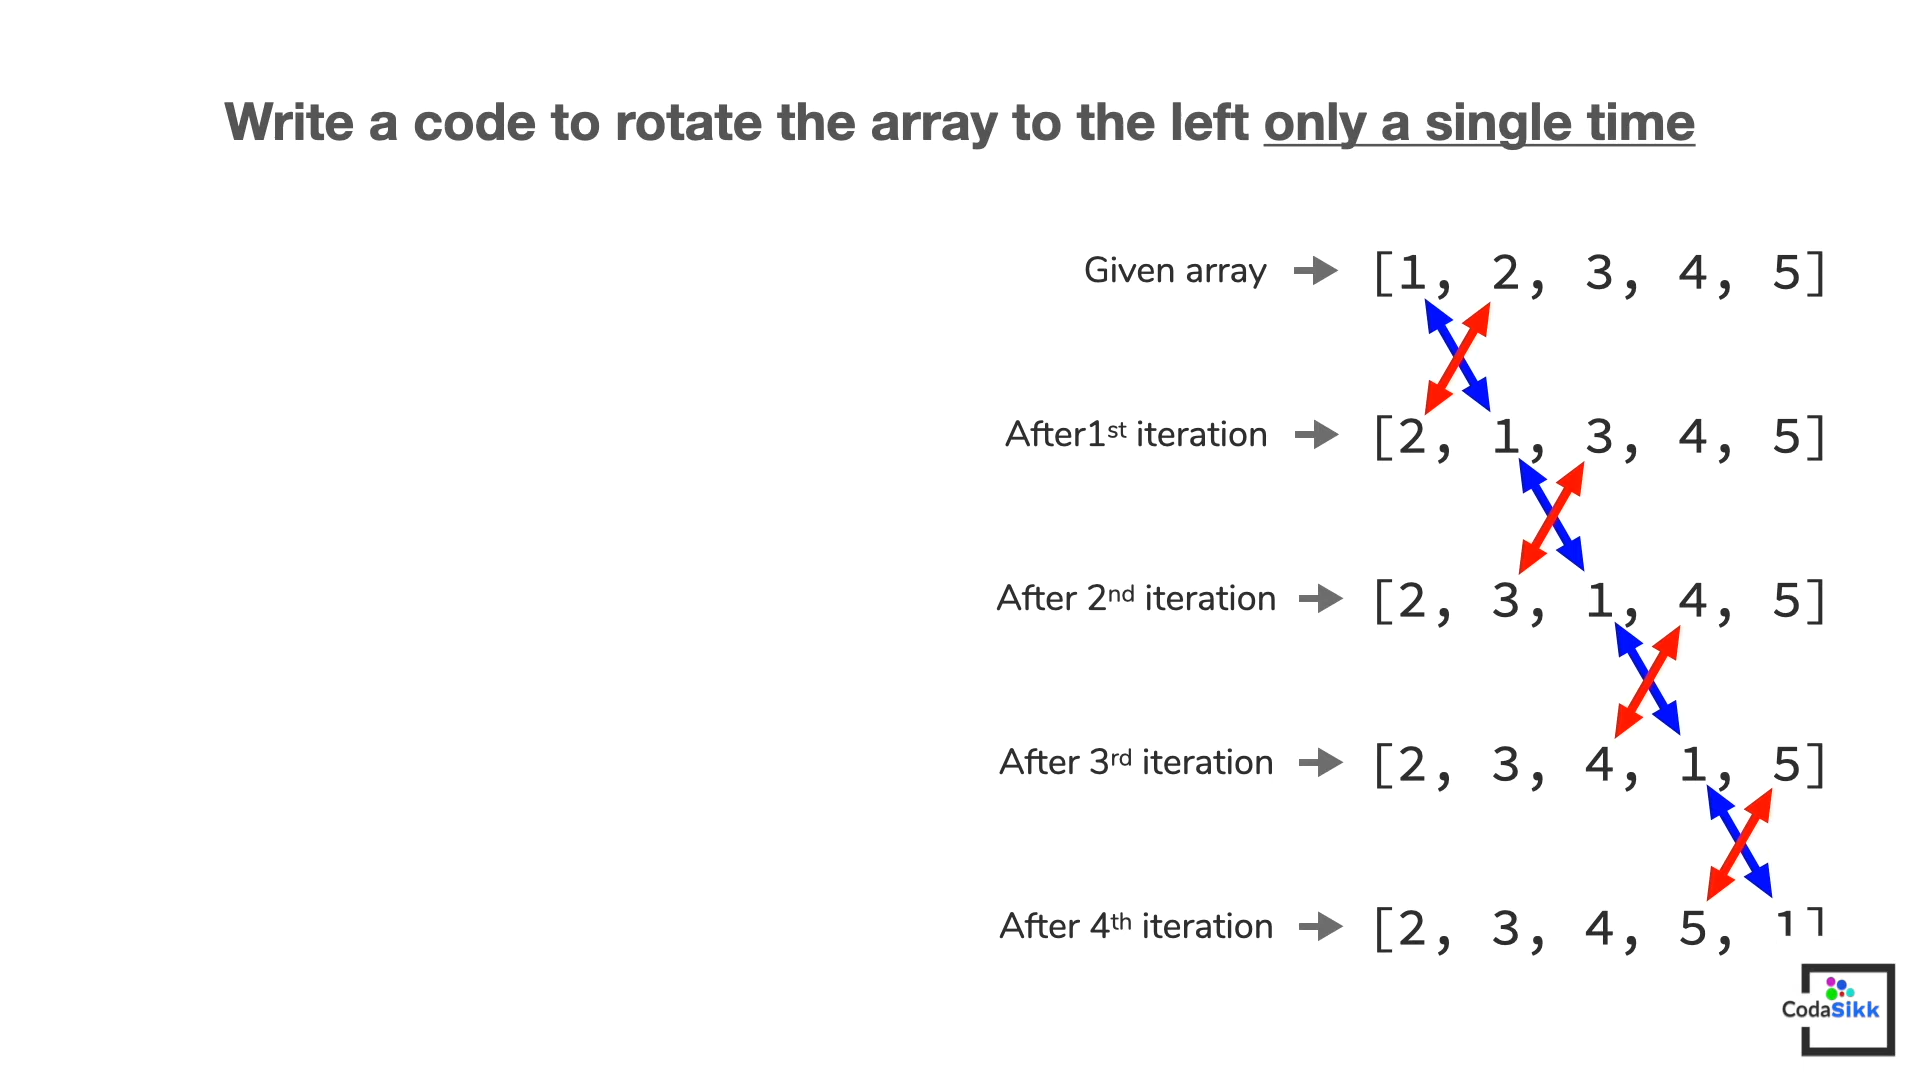 Write a code to rotate the array to the left only a single time
Given array [1, 2, 3, 4, 5]
After1st iteration [2, 1, 3, 4, 5]
After 2nd iteration [2, 3, 1, 4, 5]
After 3rd iteration [2, 3, 4, 1, 5]
After 4th iteration [2, 3, 4, 5, 1]
CodaSikk